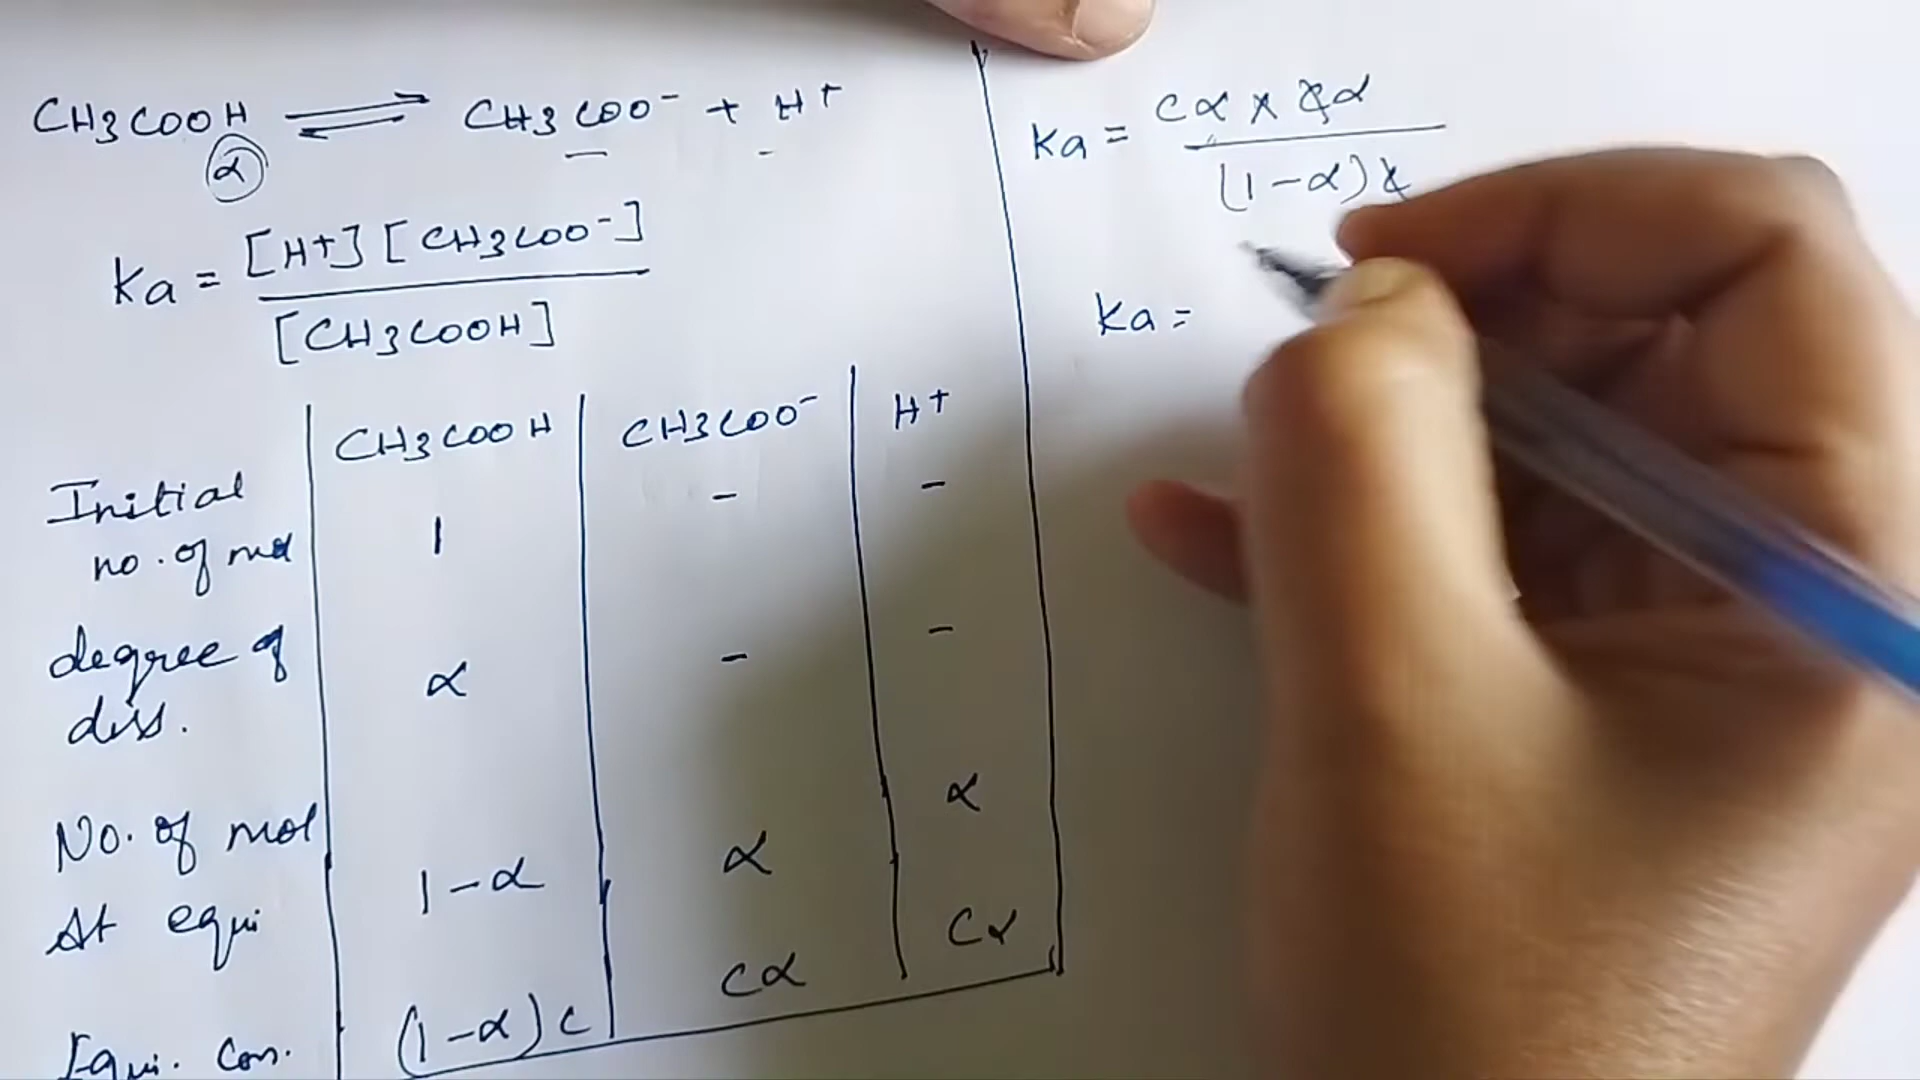 CH3COOH ⇌ CH3COO⁻ + H⁺
α
Ka = [H+] [CH3COO⁻]
[CH3COOH]
CH3COOH | CH3COO⁻ | H⁺
Initial no. of mol | 1 | - | -
degree of diss. | α | - | -
No. of mol At equi | 1-α | α | α
Equi. Con. | (1-α) C | Cα | Cα
Ka = Cα x Cα
(1-α) C
Ka =